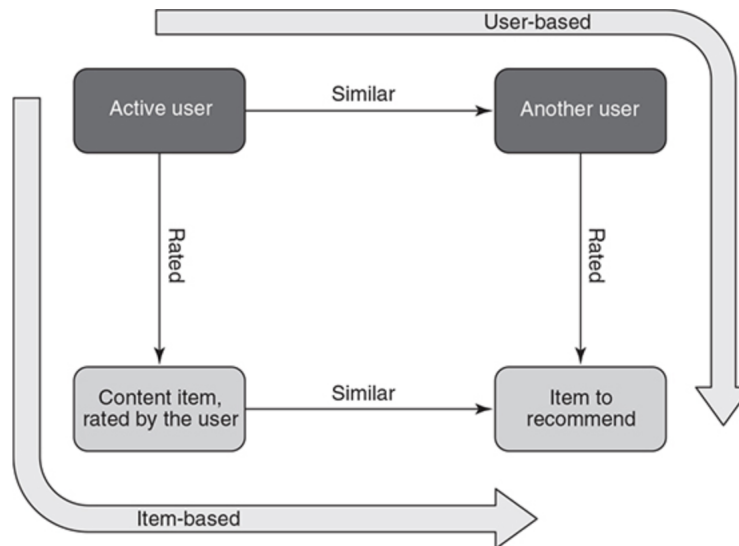 User-based
Active user
Similar
Another user
Rated
Rated
Content item,
rated by the user
Similar
Item to
recommend
Item-based